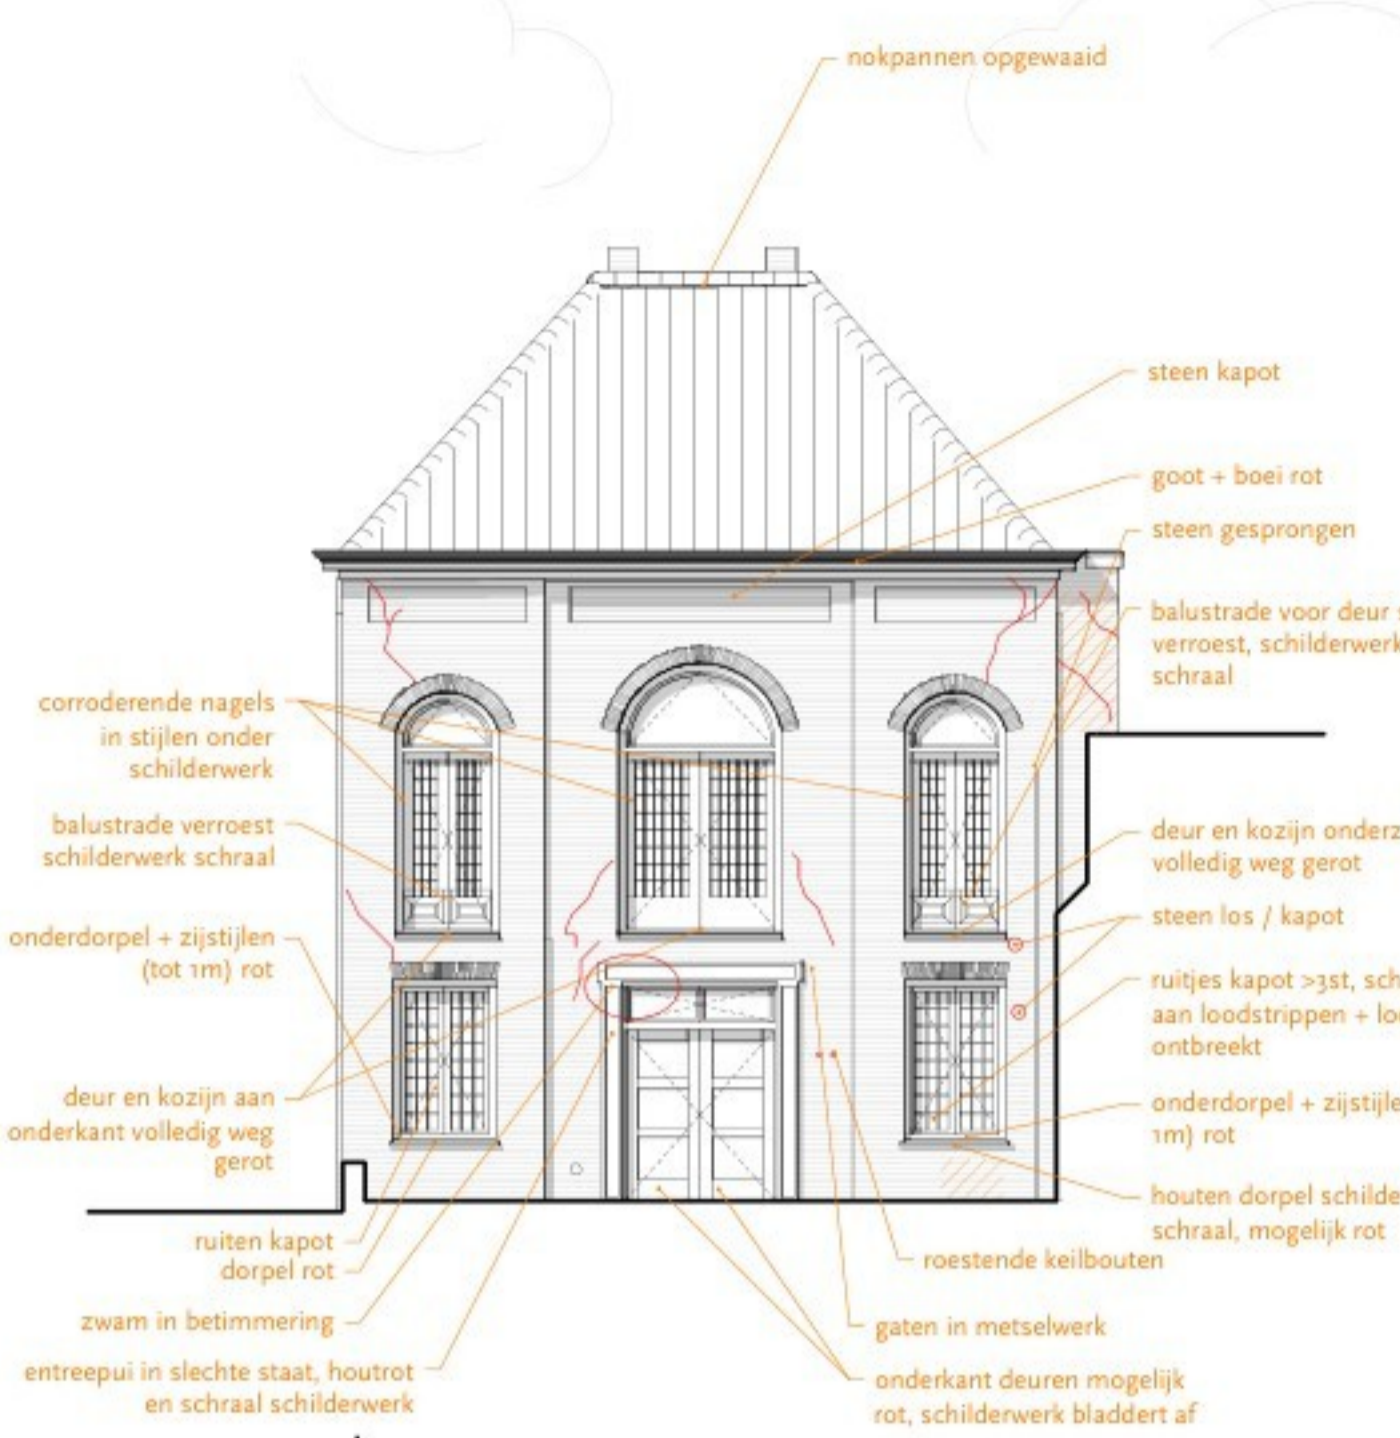 nokpannen opgewaaid
steen kapot
goot + boei rot
steen gesprongen
balustrade voor deur
verroest, schilderwerk
schraal
corroderende nagels
in stijlen onder
schilderwerk
balustrade verroest
schilderwerk schraal
onderdorpel + zijstijlen
(tot 1m) rot
deur en kozijn aan
onderkant volledig weg
gerot
deur en kozijn
volledig weg gerot
steen los / kapot
ruitjes kapot >3st,
aan loodstrippen +
ontbreekt
onderdorpel +
1m) rot
houten dorpel
schraal, mogelijk rot
ruiten kapot
dorpel rot
zwam in betimmering
entreepui in slechte staat, houtrot
en schraal schilderwerk
roestende keilbouten
gaten in metselwerk
onderkant deuren mogelijk
rot, schilderwerk bladdert af